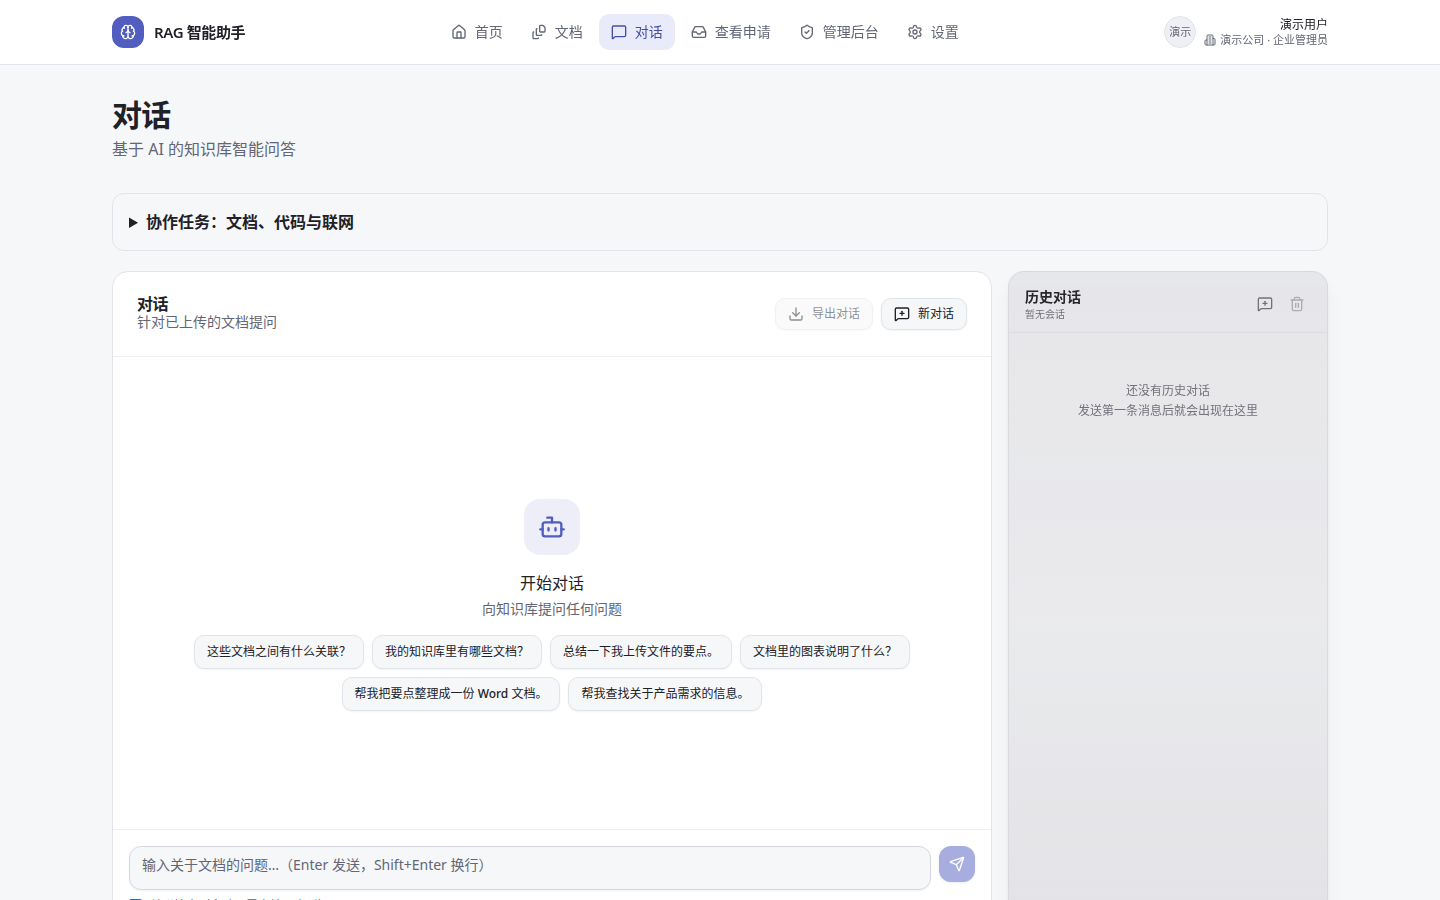 RAG 智能助手
首页
文档
对话
查看申请
管理后台
设置
演示
演示用户
演示公司 · 企业管理员
对话
基于 AI 的知识库智能问答
协作任务：文档、代码与联网
对话
针对已上传的文档提问
导出对话
新对话
历史对话
暂无会话
还没有历史对话
发送第一条消息后就会出现在这里
开始对话
向知识库提问任何问题
这些文档之间有什么关联？
我的知识库里有哪些文档？
总结一下我上传文件的要点。
文档里的图表说明了什么？
帮我把要点整理成一份 Word 文档。
帮我查找关于产品需求的信息。
输入关于文档的问题...（Enter 发送，Shift+Enter 换行）